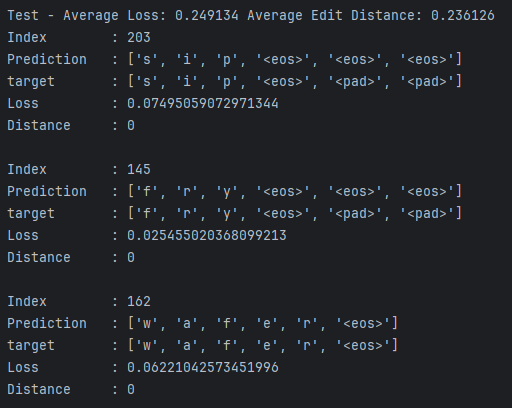 Test - Average Loss: 0.249134 Average Edit Distance: 0.236126
Index : 203
Prediction : ['s', 'i', 'p', '<eos>', '<eos>', '<eos>']
target : ['s', 'i', 'p', '<eos>', '<pad>', '<pad>']
Loss : 0.07495059072971344
Distance : 0
Index : 145
Prediction : ['f', 'r', 'y', '<eos>', '<eos>', '<eos>']
target : ['f', 'r', 'y', '<eos>', '<pad>', '<pad>']
Loss : 0.025455020368099213
Distance : 0
Index : 162
Prediction : ['w', 'a', 'f', 'e', 'r', '<eos>']
target : ['w', 'a', 'f', 'e', 'r', '<eos>']
Loss : 0.06221042573451996
Distance : 0